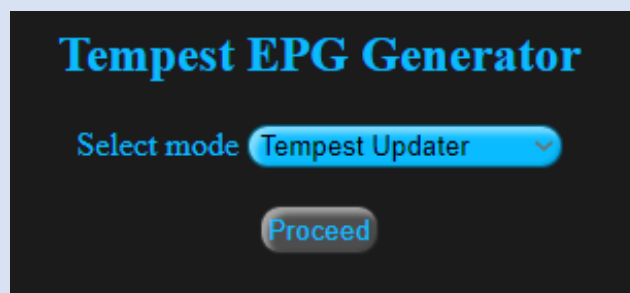 Tempest EPG Generator
Select mode Tempest Updater
Proceed